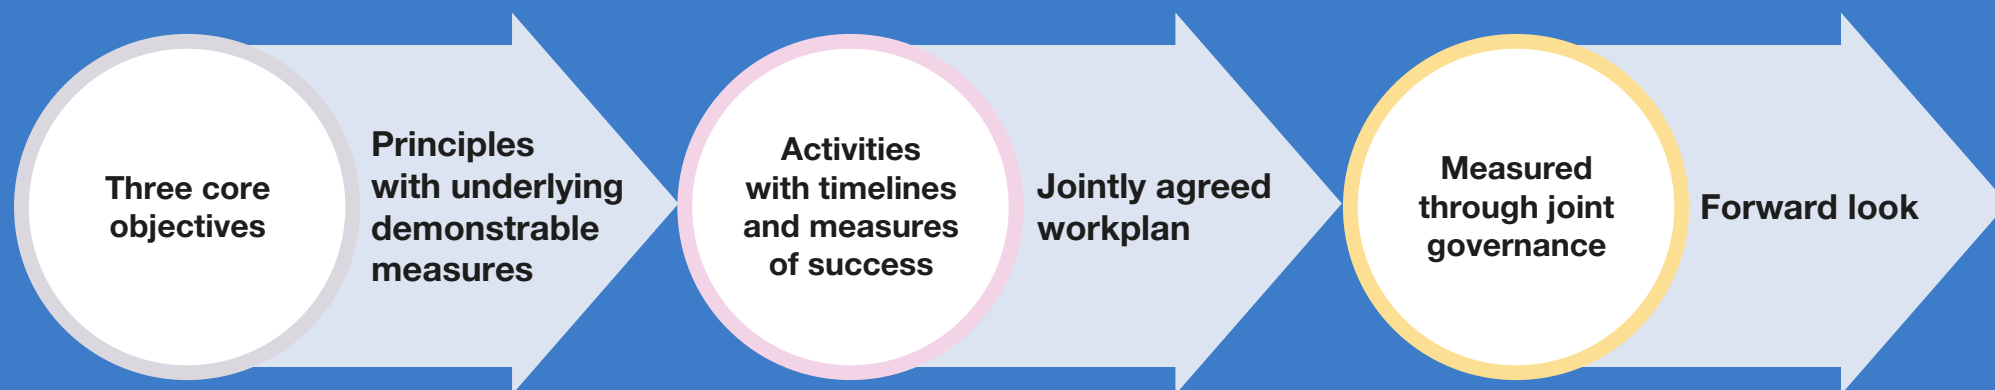 Three core
objectives
Principles
with underlying
demonstrable
measures
Activities
with timelines
and measures
of success
Jointly agreed
workplan
Measured
through joint
governance
Forward look